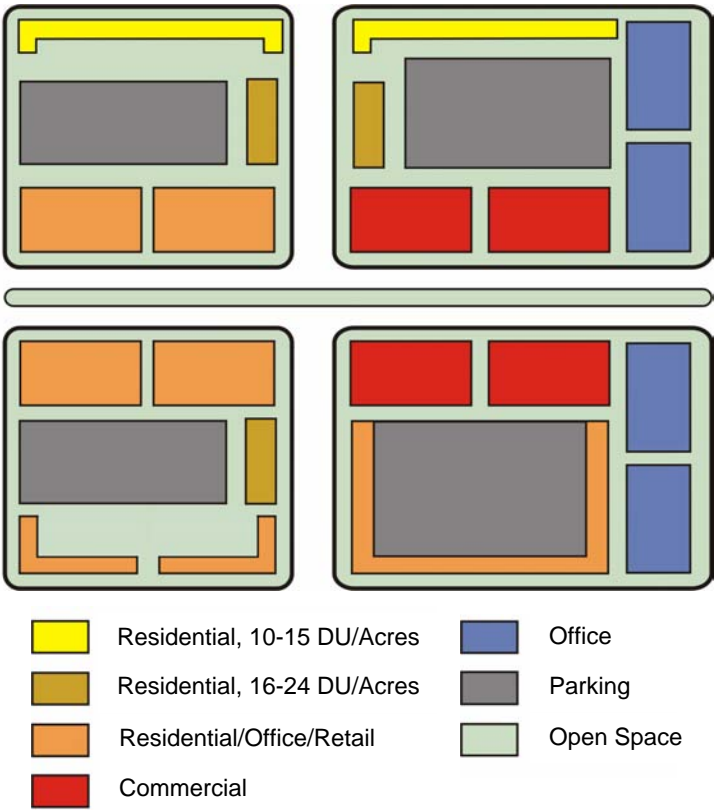 Residential, 10-15 DU/Acres
Residential, 16-24 DU/Acres
Residential/Office/Retail
Commercial
Office
Parking
Open Space